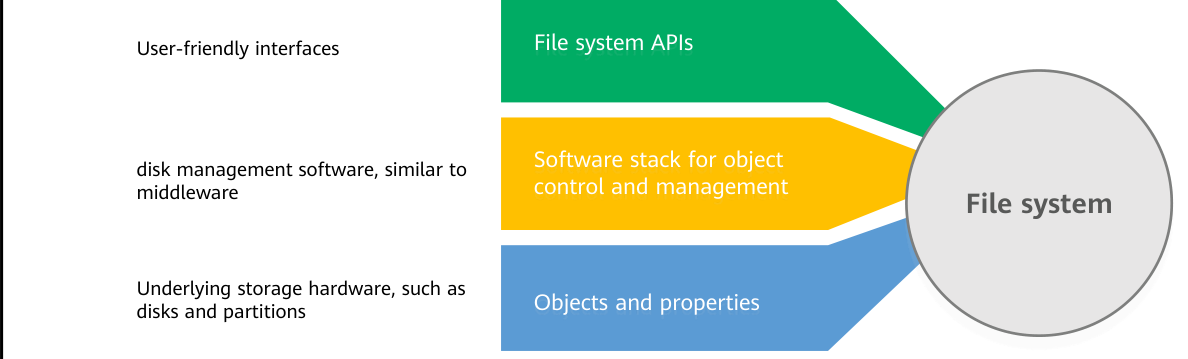 User-friendly interfaces
File system APIs
disk management software, similar to
middleware
Software stack for object
control and management
File system
Underlying storage hardware, such as
disks and partitions
Objects and properties